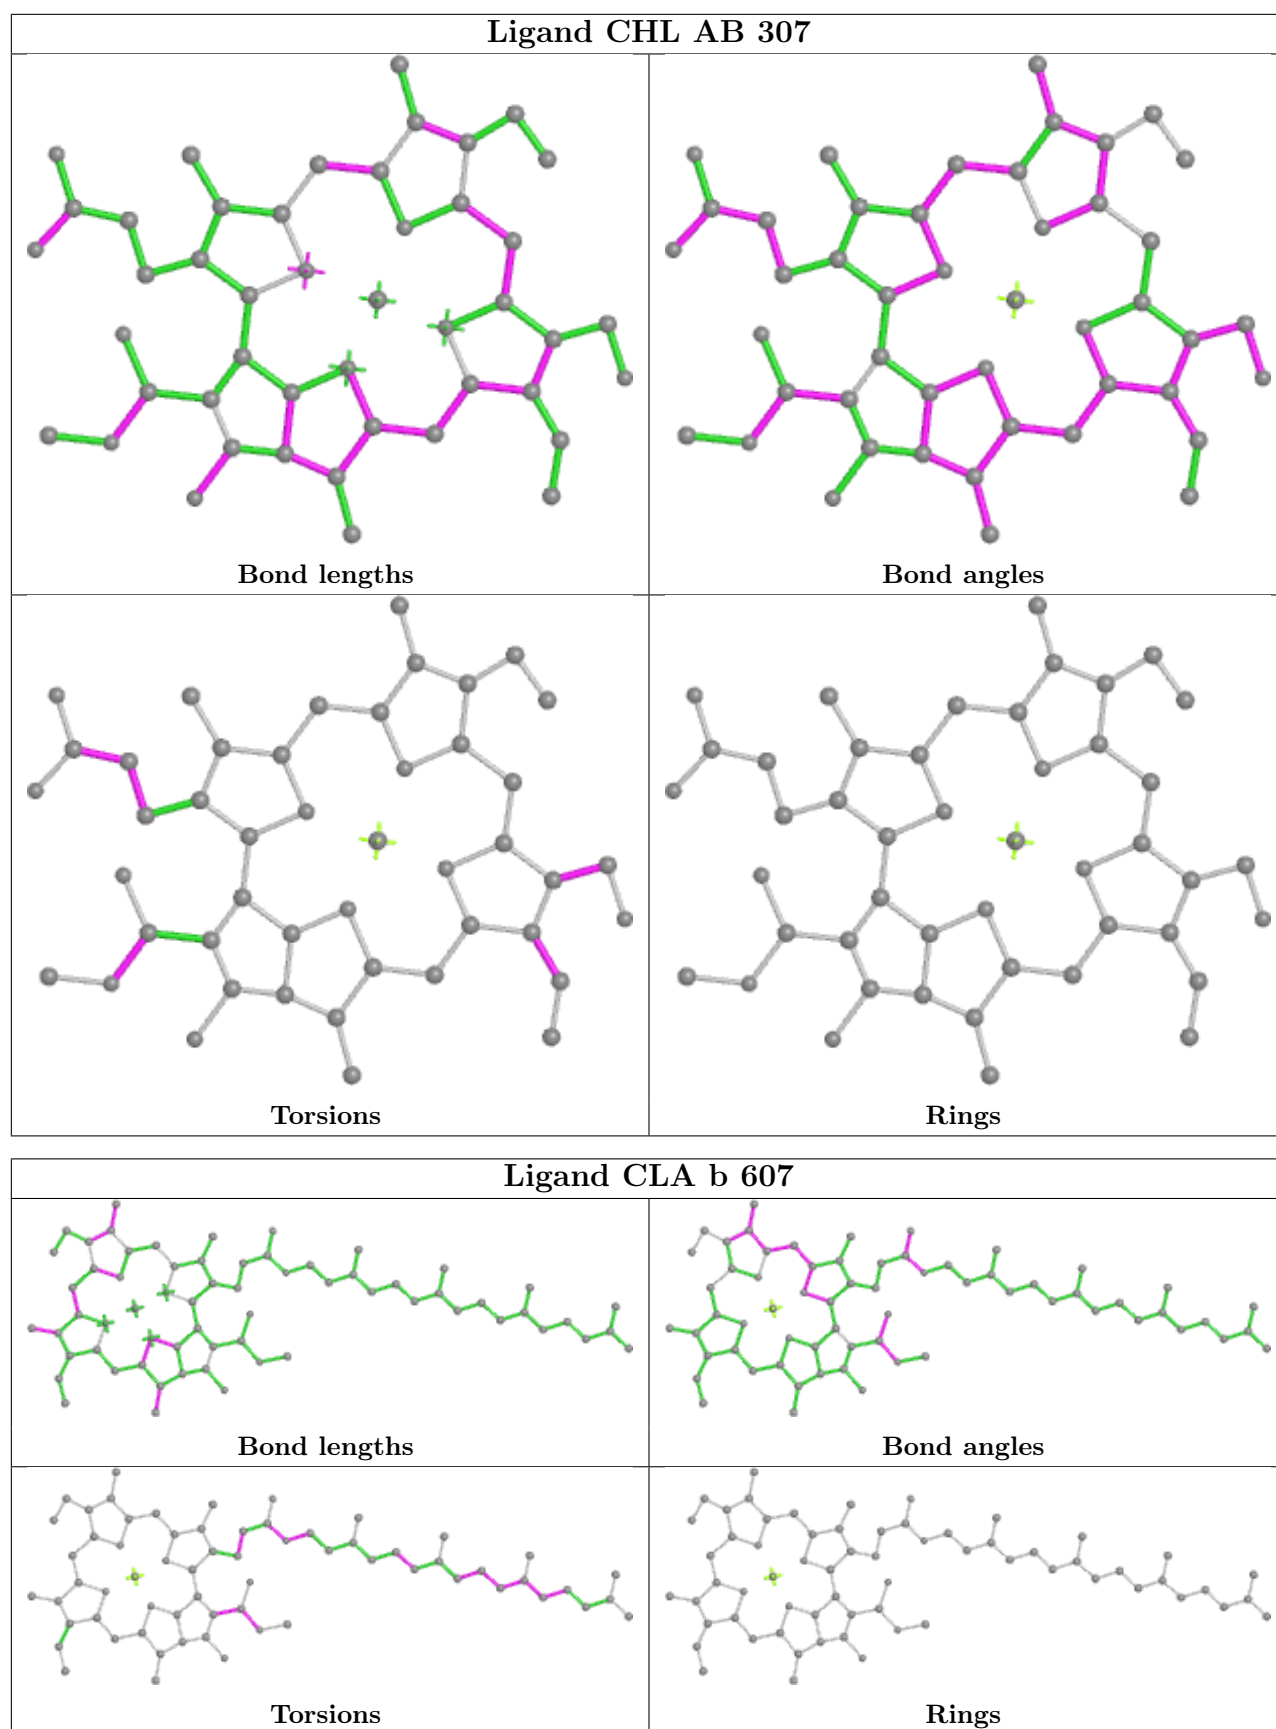 Ligand CHL AB 307
Bond lengths
Bond angles
Torsions
Rings
Ligand CLA b 607
Bond lengths
Bond angles
Torsions
Rings